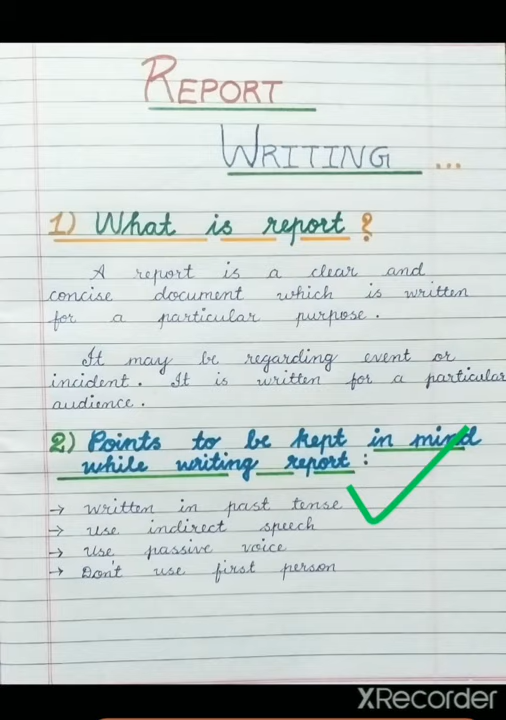 REPORT
WRITING ...
1) What is report ?
A report is a clear and
concise document which is written
for a particular purpose .
It may be regarding event or
incident . It is written for a particular
audience .
2) Points to be kept in mind
while writing report :
→ Written in past tense
→ Use indirect speech
→ Use passive voice
→ Don't use first person
XRecorder